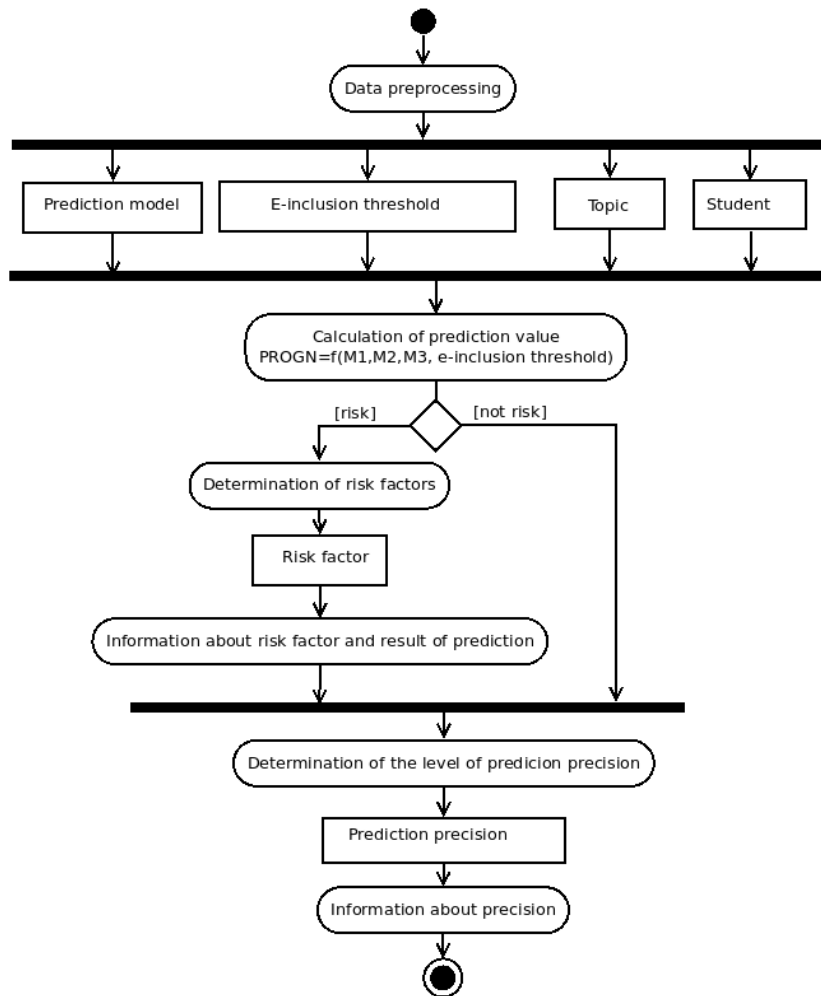 Data preprocessing
Prediction model
E-inclusion threshold
Topic
Student
Calculation of prediction value
PROGN=f(M1,M2,M3, e-inclusion threshold)
[risk]
[not risk]
Determination of risk factors
Risk factor
Information about risk factor and result of prediction
Determination of the level of predicion precision
Prediction precision
Information about precision